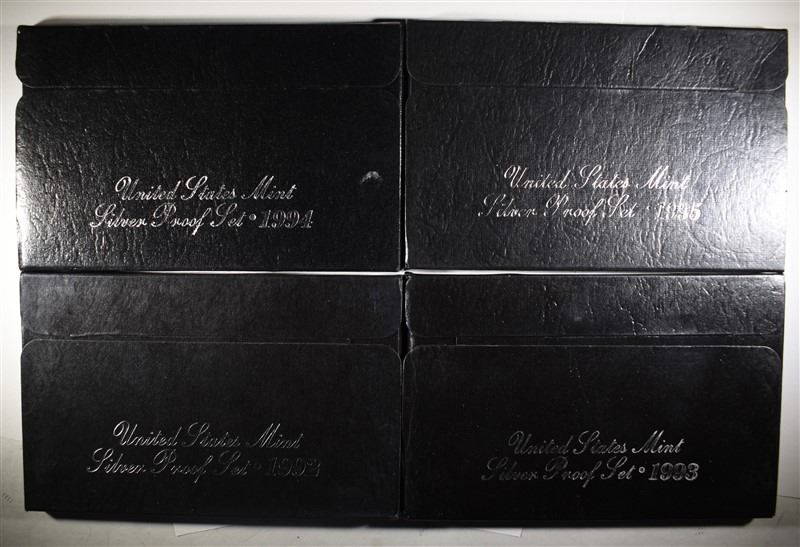 United States Mint
Silver Proof Set • 1994
United States Mint
Silver Proof Set • 1995
United States Mint
Silver Proof Set • 1992
United States Mint
Silver Proof Set • 1993